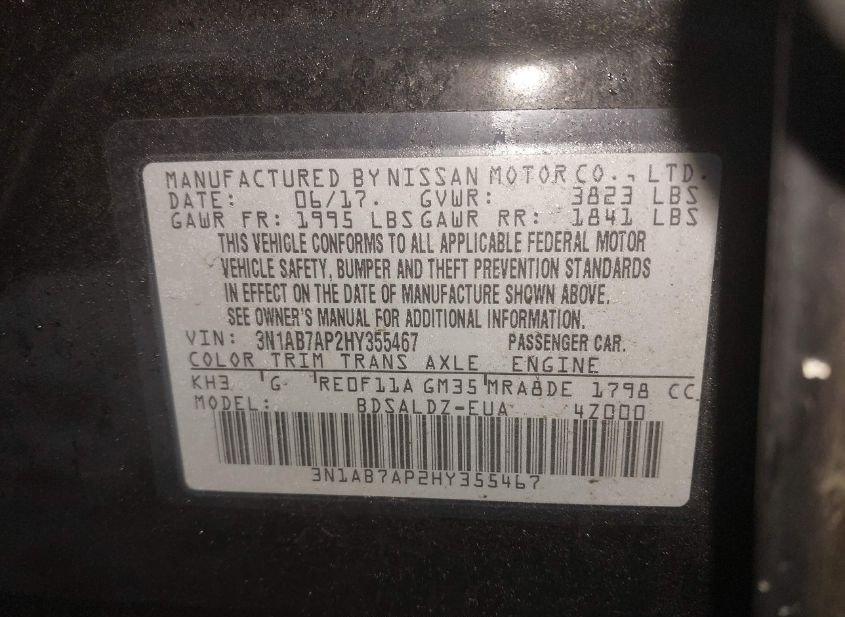 MANUFACTURED BY NISSAN MOTOR CO., LTD.
DATE: 06/17. GVWR: 3823 LBS
GAWR FR: 1995 LBS GAWR RR: 1841 LBS
THIS VEHICLE CONFORMS TO ALL APPLICABLE FEDERAL MOTOR
VEHICLE SAFETY, BUMPER AND THEFT PREVENTION STANDARDS
IN EFFECT ON THE DATE OF MANUFACTURE SHOWN ABOVE.
SEE OWNER'S MANUAL FOR ADDITIONAL INFORMATION.
VIN: 3N1AB7AP2HY355467 PASSENGER CAR.
COLOR TRIM TRANS AXLE ENGINE
KH3 G RE0F11A GM35 MRA8DE 1798 CC
MODEL: BDSALDZ-EUA 4Z000
3N1AB7AP2HY355467